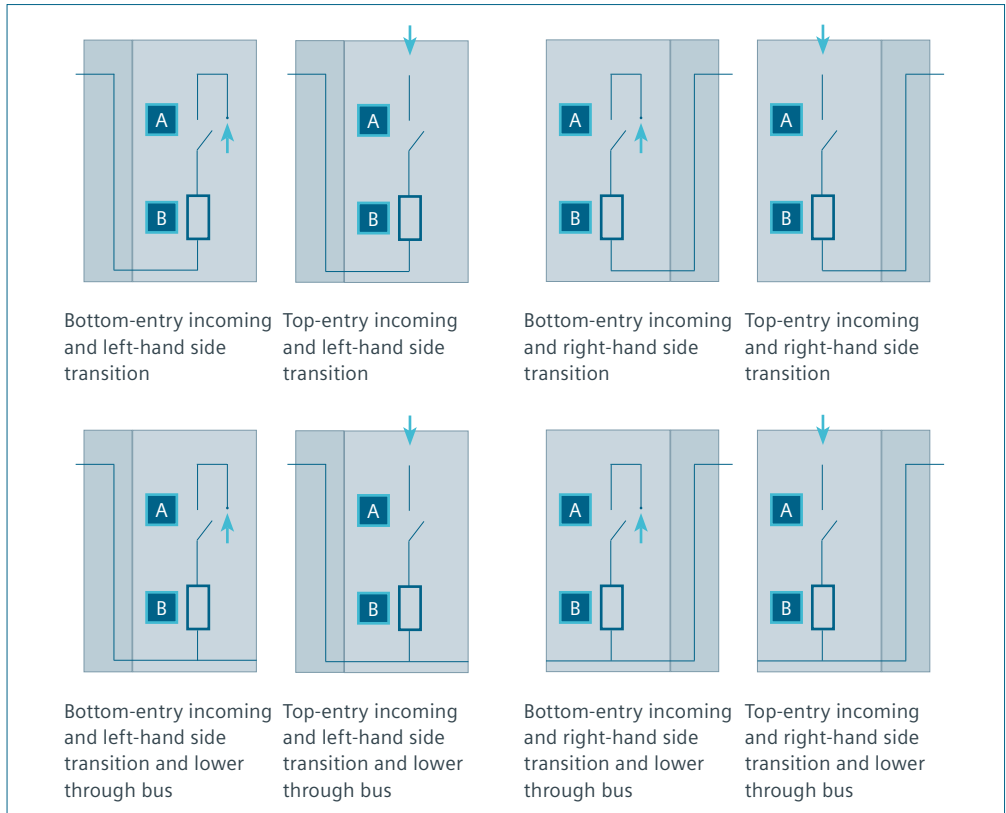 A
B
A
B
A
B
A
B
Bottom-entry incoming
and left-hand side
transition
Top-entry incoming
and left-hand side
transition
Bottom-entry incoming
and right-hand side
transition
Top-entry incoming
and right-hand side
transition
A
B
A
B
A
B
A
B
Bottom-entry incoming
and left-hand side
transition and lower
through bus
Top-entry incoming
and left-hand side
transition and lower
through bus
Bottom-entry incoming
and right-hand side
transition and lower
through bus
Top-entry incoming
and right-hand side
transition and lower
through bus